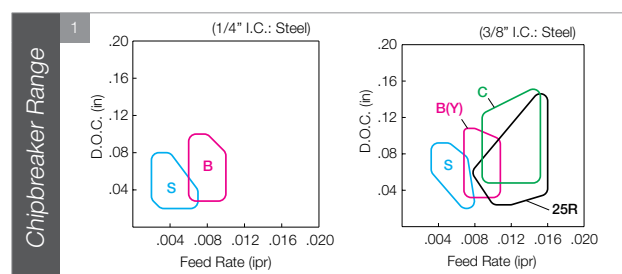 Chipbreaker Range
1
(1/4" I.C.: Steel)
.20
.16
.12
.08
.04
D.O.C. (in)
S
B
.004 .008 .012 .016 .020
Feed Rate (ipr)
(3/8" I.C.: Steel)
.20
.16
.12
.08
.04
D.O.C. (in)
C
B(Y)
S
25R
.004 .008 .012 .016 .020
Feed Rate (ipr)